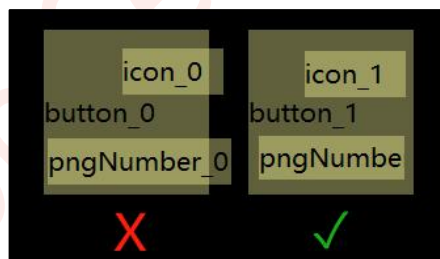 icon_0
icon_1
button_0
button_1
pngNumber_0
pngNumbe
X ✓